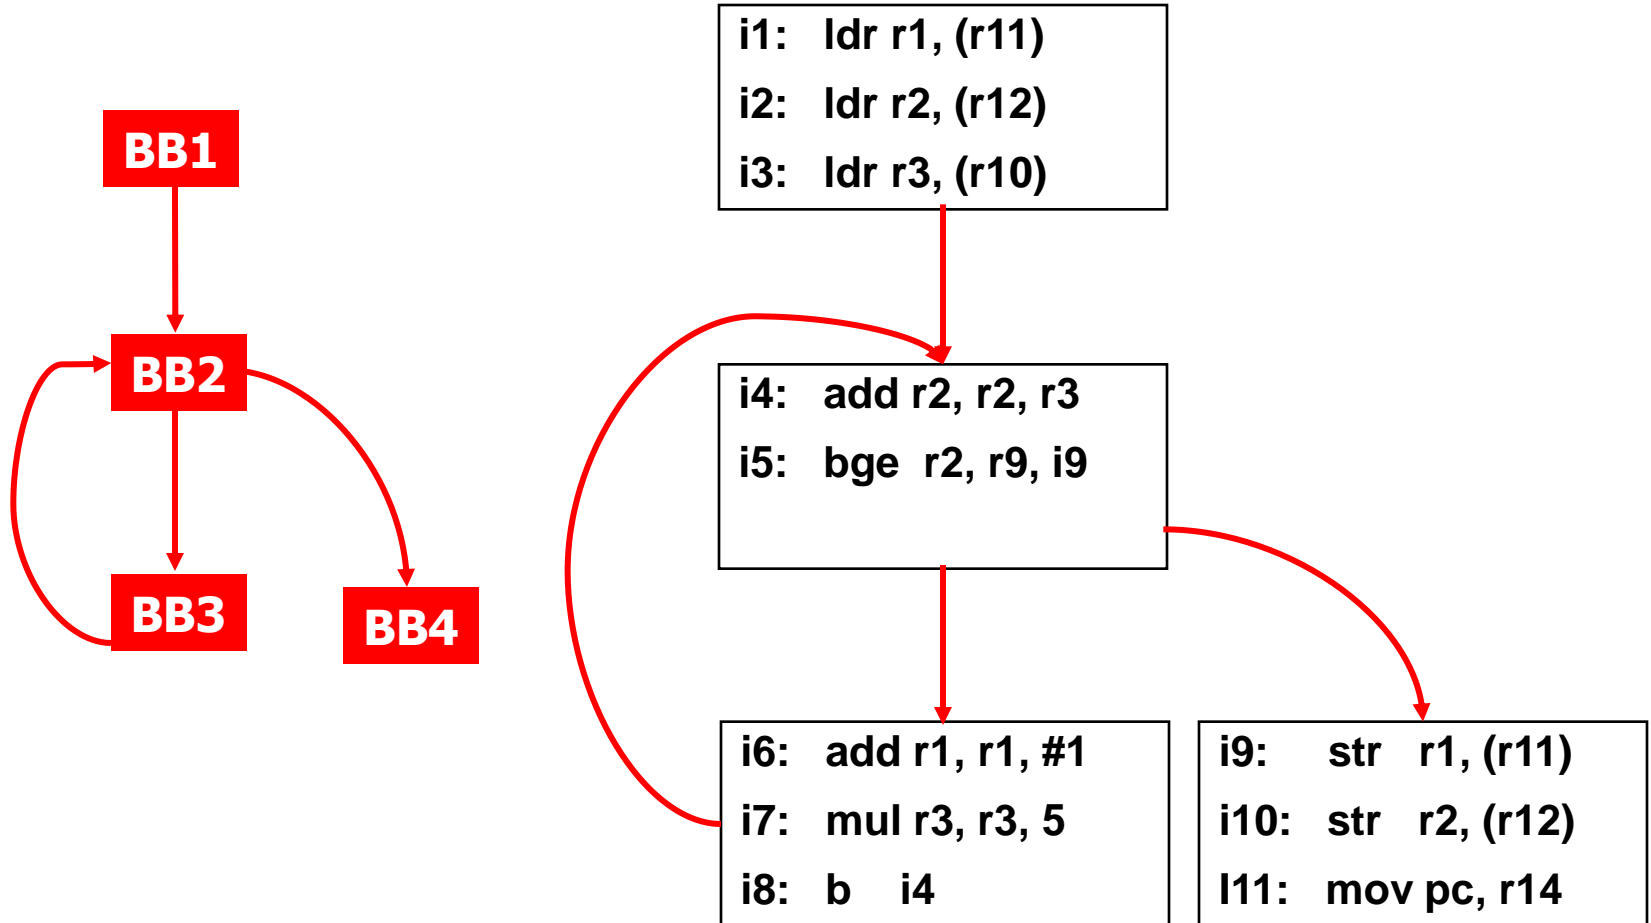 BB1
BB2
BB3
BB4
i1: ldr r1, (r11)
i2: ldr r2, (r12)
i3: ldr r3, (r10)
i4: add r2, r2, r3
i5: bge r2, r9, i9
i6: add r1, r1, #1
i7: mul r3, r3, 5
i8: b i4
i9: str r1, (r11)
i10: str r2, (r12)
I11: mov pc, r14